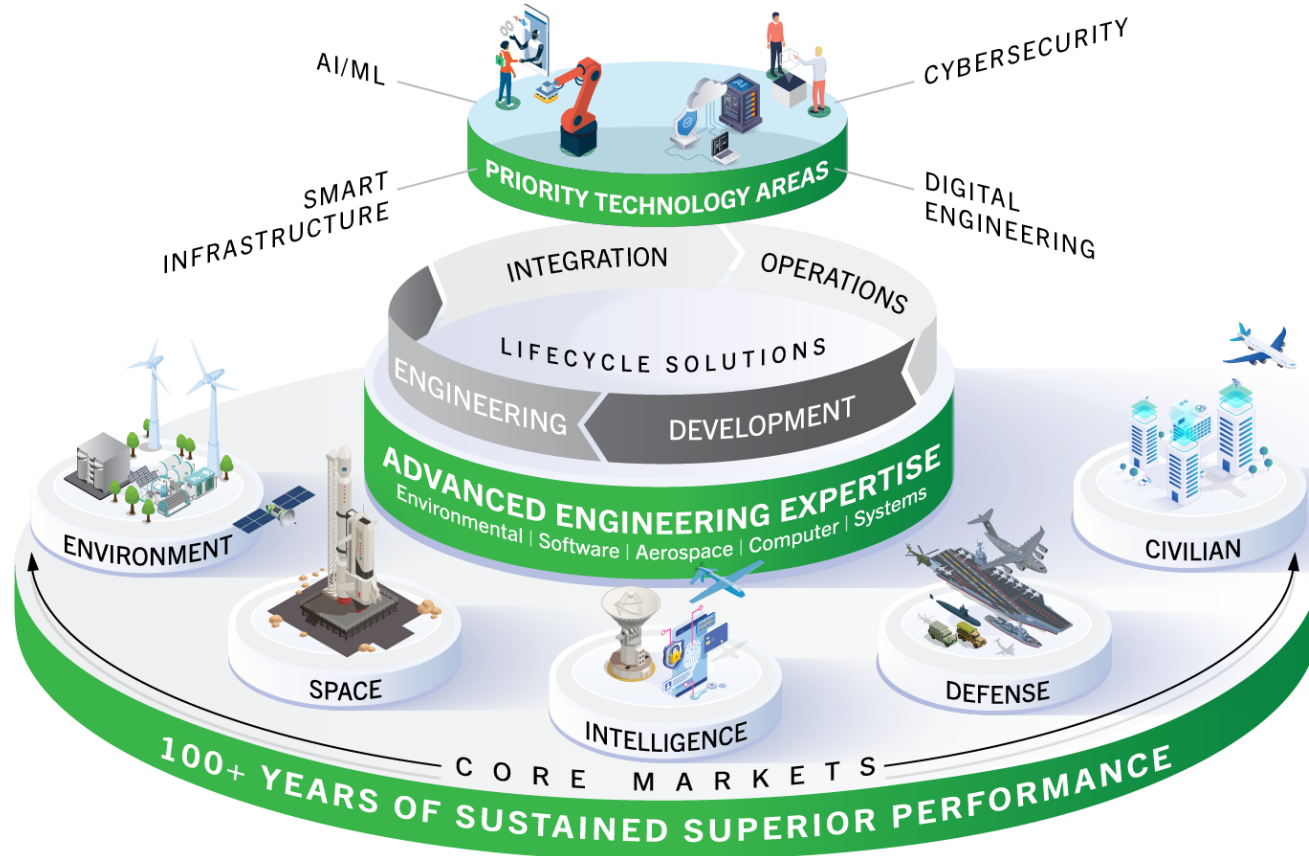 AI/ML
CYBERSECURITY
SMART
INFRASTRUCTURE
DIGITAL
ENGINEERING
AI
PRIORITY TECHNOLOGY AREAS
INTEGRATION
OPERATIONS
LIFECYCLE SOLUTIONS
ENGINEERING
DEVELOPMENT
ADVANCED ENGINEERING EXPERTISE
Environmental | Software | Aerospace | Computer | Systems
ENVIRONMENT
SPACE
INTELLIGENCE
DEFENSE
CIVILIAN
CORE MARKETS
100+ YEARS OF SUSTAINED SUPERIOR PERFORMANCE